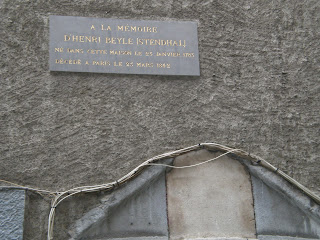 A LA MÉMOIRE
D'HENRI BEYLE (STENDHAL)
NÉ DANS CETTE MAISON LE 23 JANVIER 1783
DÉCÉDÉ A PARIS LE 23 MARS 1842